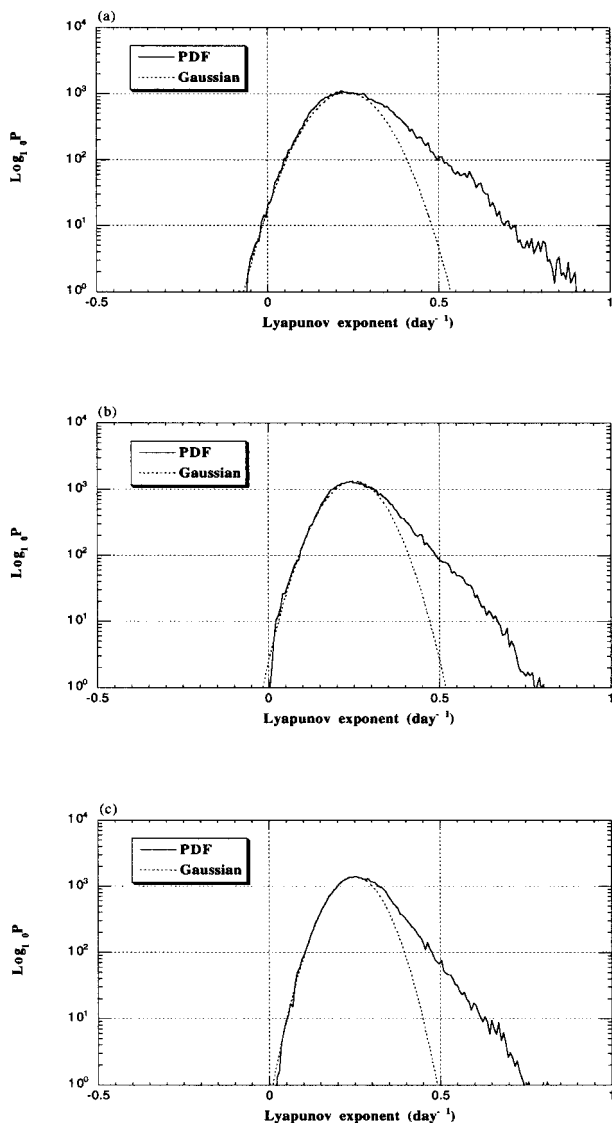 (a)
10⁴
10³
10²
10¹
10⁰
Log₁₀P
PDF
Gaussian
-0.5 0 0.5 1
Lyapunov exponent (day⁻¹)
(b)
10⁴
10³
10²
10¹
10⁰
Log₁₀P
PDF
Gaussian
-0.5 0 0.5 1
Lyapunov exponent (day⁻¹)
(c)
10⁴
10³
10²
10¹
10⁰
Log₁₀P
PDF
Gaussian
-0.5 0 0.5 1
Lyapunov exponent (day⁻¹)